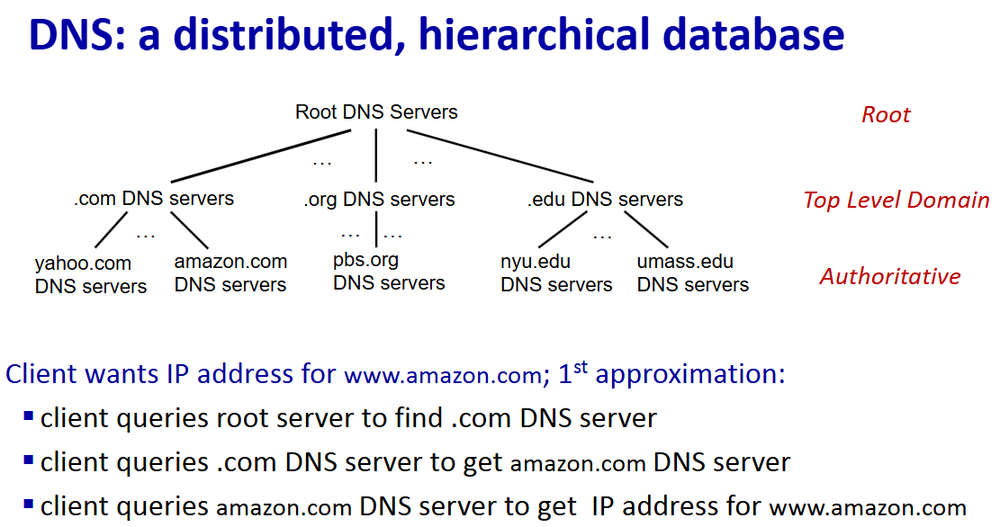 DNS: a distributed, hierarchical database
Root DNS Servers
Root
… …
.com DNS servers
.org DNS servers
.edu DNS servers
Top Level Domain
… … … …
yahoo.com
DNS servers
amazon.com
DNS servers
pbs.org
DNS servers
nyu.edu
DNS servers
umass.edu
DNS servers
Authoritative
Client wants IP address for www.amazon.com; 1st approximation:
▪ client queries root server to find .com DNS server
▪ client queries .com DNS server to get amazon.com DNS server
▪ client queries amazon.com DNS server to get IP address for www.amazon.com